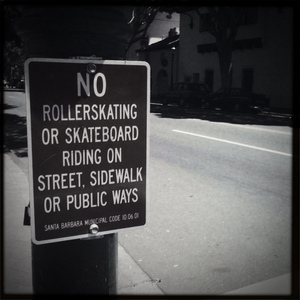 NO
ROLLERSKATING
OR SKATEBOARD
RIDING ON
STREET, SIDEWALK
OR PUBLIC WAYS
SANTA BARBARA MUNICIPAL CODE 10.06.01